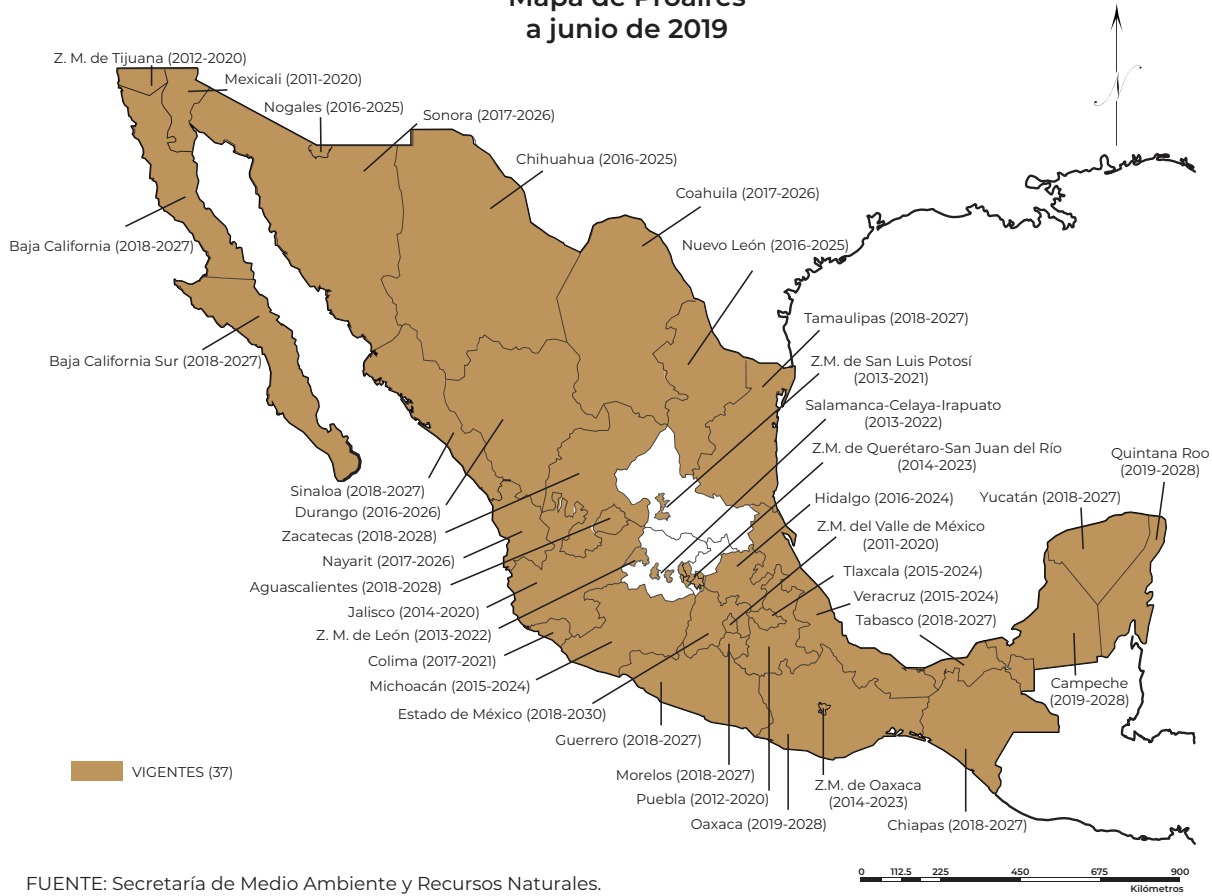 Mapa de Proaires
a junio de 2019
Z. M. de Tijuana (2012-2020)
Mexicali (2011-2020)
Nogales (2016-2025)
Sonora (2017-2026)
Chihuahua (2016-2025)
Coahuila (2017-2026)
Baja California (2018-2027)
Nuevo León (2016-2025)
Tamaulipas (2018-2027)
Baja California Sur (2018-2027)
Z.M. de San Luis Potosí
(2013-2021)
Salamanca-Celaya-Irapuato
(2013-2022)
Z.M. de Querétaro-San Juan del Río
(2014-2023)
Quintana Roo
(2019-2028)
Sinaloa (2018-2027)
Hidalgo (2016-2024)
Yucatán (2018-2027)
Durango (2016-2026)
Z.M. del Valle de México
(2011-2020)
Zacatecas (2018-2028)
Nayarit (2017-2026)
Tlaxcala (2015-2024)
Aguascalientes (2018-2028)
Veracruz (2015-2024)
Jalisco (2014-2020)
Tabasco (2018-2027)
Z. M. de León (2013-2022)
Colima (2017-2021)
Michoacán (2015-2024)
Campeche
(2019-2028)
Estado de México (2018-2030)
Guerrero (2018-2027)
VIGENTES (37)
Morelos (2018-2027)
Z.M. de Oaxaca
(2014-2023)
Puebla (2012-2020)
Oaxaca (2019-2028)
Chiapas (2018-2027)
N
0 112.5 225 450 675 900
Kilómetros
FUENTE: Secretaría de Medio Ambiente y Recursos Naturales.